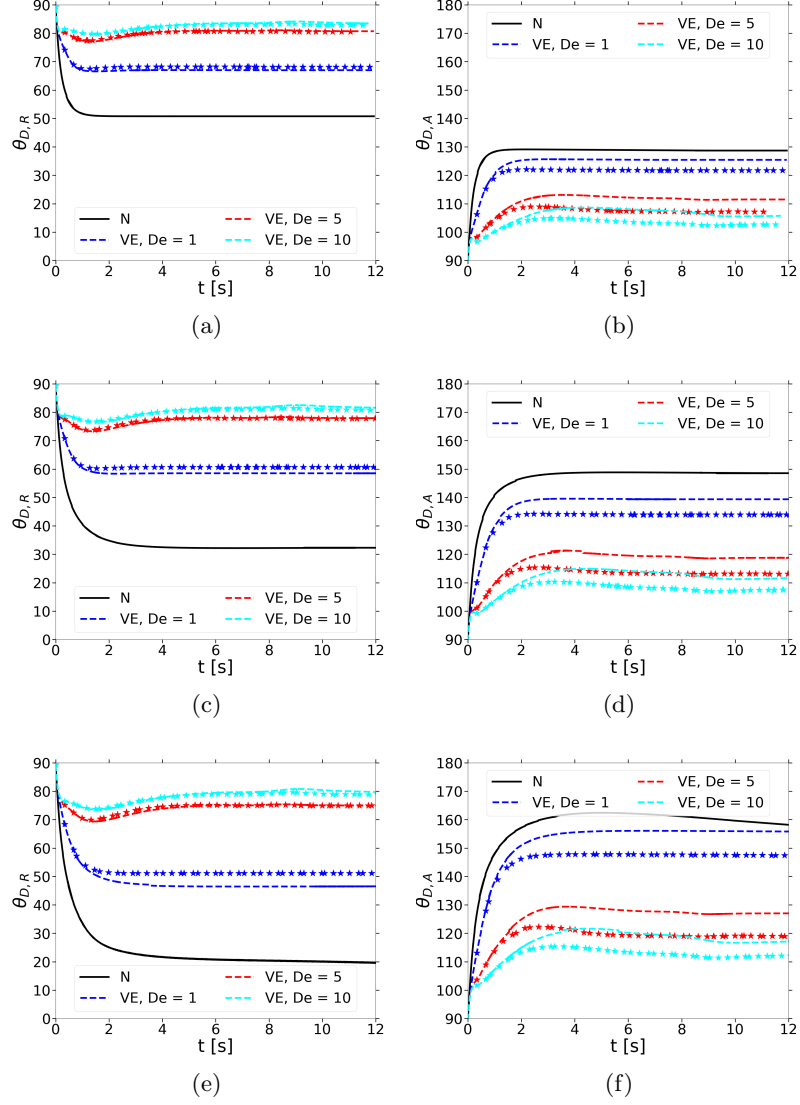 90
80
70
60
50
40
30
20
10
0
θD,R
0 2 4 6 8 10 12
t [s]
N
VE, De = 1
VE, De = 5
VE, De = 10
(a)
180
170
160
150
140
130
120
110
100
90
θD,A
0 2 4 6 8 10 12
t [s]
N
VE, De = 1
VE, De = 5
VE, De = 10
(b)
90
80
70
60
50
40
30
20
10
0
θD,R
0 2 4 6 8 10 12
t [s]
N
VE, De = 1
VE, De = 5
VE, De = 10
(c)
180
170
160
150
140
130
120
110
100
90
θD,A
0 2 4 6 8 10 12
t [s]
N
VE, De = 1
VE, De = 5
VE, De = 10
(d)
90
80
70
60
50
40
30
20
10
0
θD,R
0 2 4 6 8 10 12
t [s]
N
VE, De = 1
VE, De = 5
VE, De = 10
(e)
180
170
160
150
140
130
120
110
100
90
θD,A
0 2 4 6 8 10 12
t [s]
N
VE, De = 1
VE, De = 5
VE, De = 10
(f)